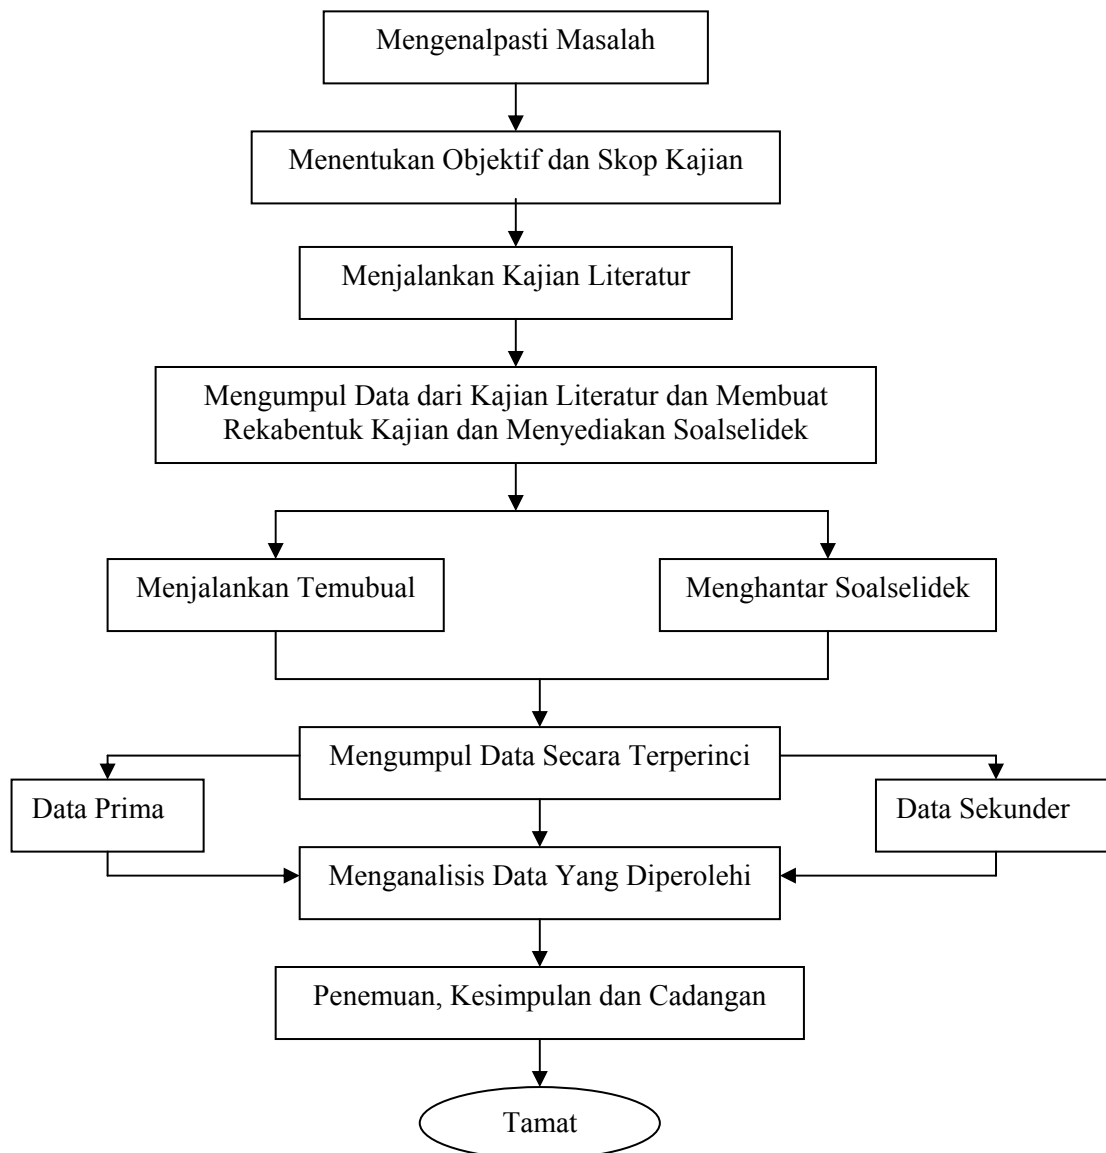 Mengenalpasti Masalah
Menentukan Objektif dan Skop Kajian
Menjalankan Kajian Literatur
Mengumpul Data dari Kajian Literatur dan Membuat
Rekabentuk Kajian dan Menyediakan Soalselidek
Menjalankan Temubual
Menghantar Soalselidek
Mengumpul Data Secara Terperinci
Data Prima
Data Sekunder
Menganalisis Data Yang Diperolehi
Penemuan, Kesimpulan dan Cadangan
Tamat